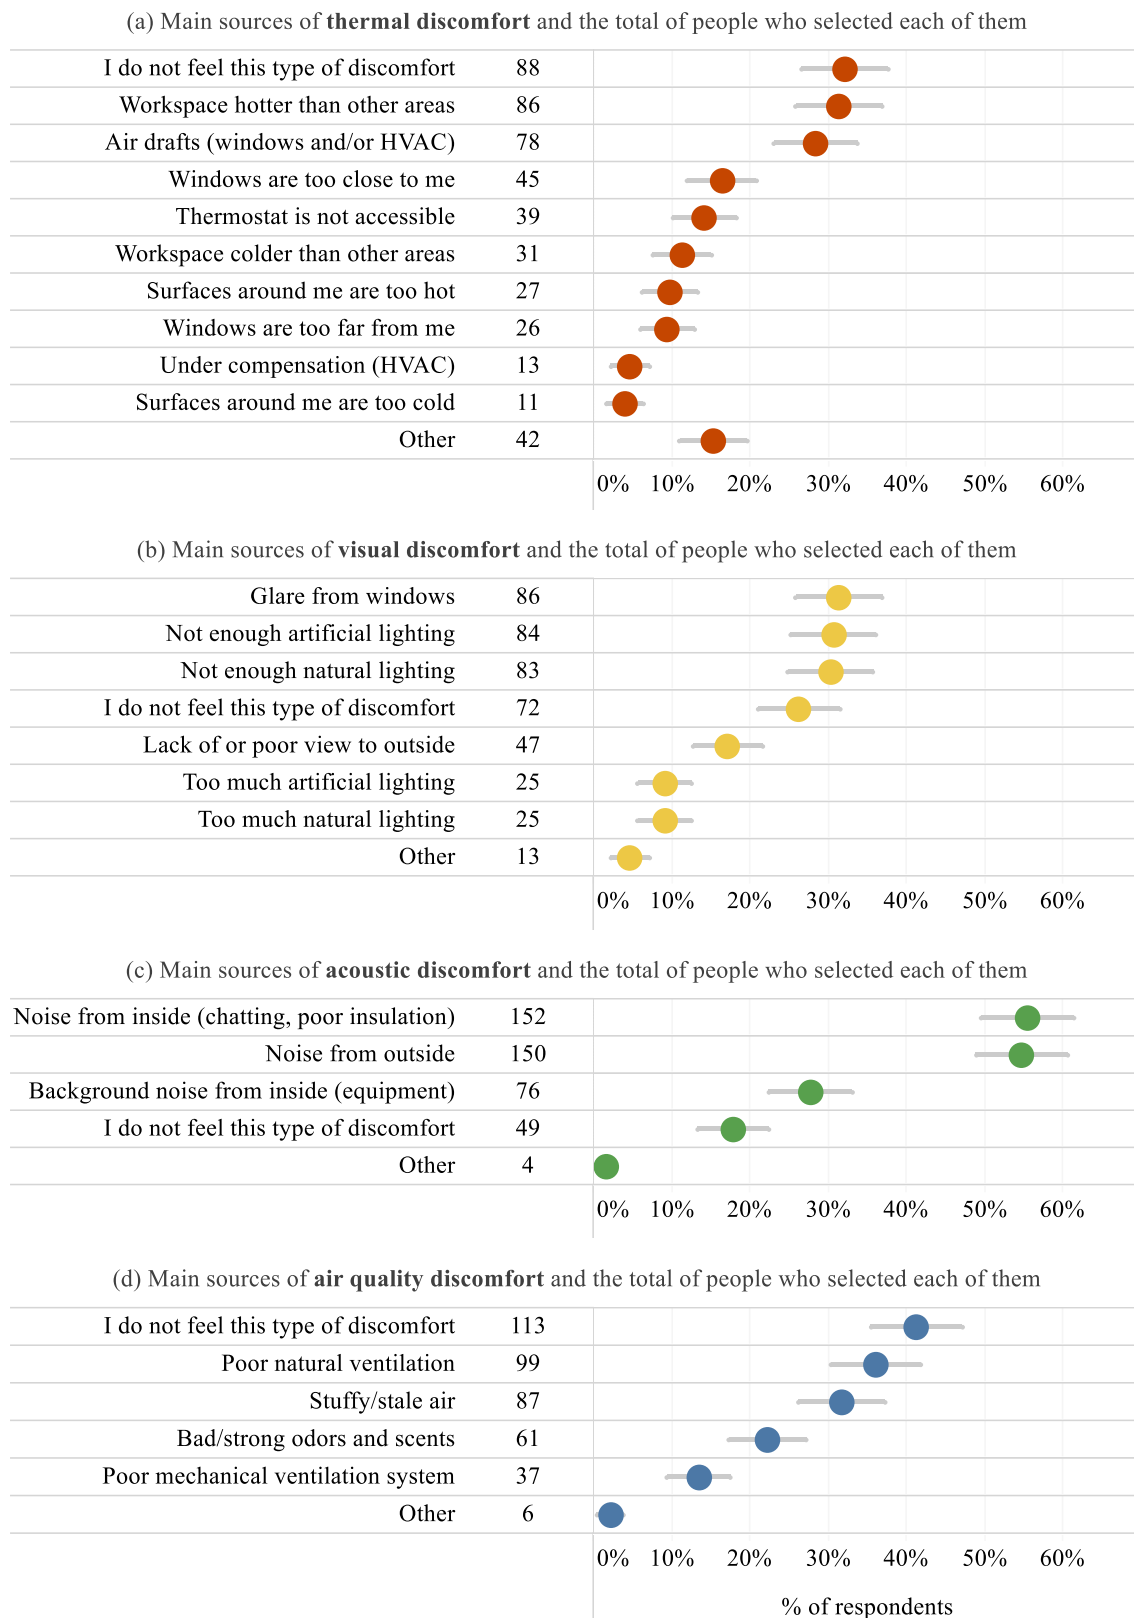 (a) Main sources of thermal discomfort and the total of people who selected each of them
I do not feel this type of discomfort 88
Workspace hotter than other areas 86
Air drafts (windows and/or HVAC) 78
Windows are too close to me 45
Thermostat is not accessible 39
Workspace colder than other areas 31
Surfaces around me are too hot 27
Windows are too far from me 26
Under compensation (HVAC) 13
Surfaces around me are too cold 11
Other 42
0% 10% 20% 30% 40% 50% 60%
(b) Main sources of visual discomfort and the total of people who selected each of them
Glare from windows 86
Not enough artificial lighting 84
Not enough natural lighting 83
I do not feel this type of discomfort 72
Lack of or poor view to outside 47
Too much artificial lighting 25
Too much natural lighting 25
Other 13
0% 10% 20% 30% 40% 50% 60%
(c) Main sources of acoustic discomfort and the total of people who selected each of them
Noise from inside (chatting, poor insulation) 152
Noise from outside 150
Background noise from inside (equipment) 76
I do not feel this type of discomfort 49
Other 4
0% 10% 20% 30% 40% 50% 60%
(d) Main sources of air quality discomfort and the total of people who selected each of them
I do not feel this type of discomfort 113
Poor natural ventilation 99
Stuffy/stale air 87
Bad/strong odors and scents 61
Poor mechanical ventilation system 37
Other 6
0% 10% 20% 30% 40% 50% 60%
% of respondents